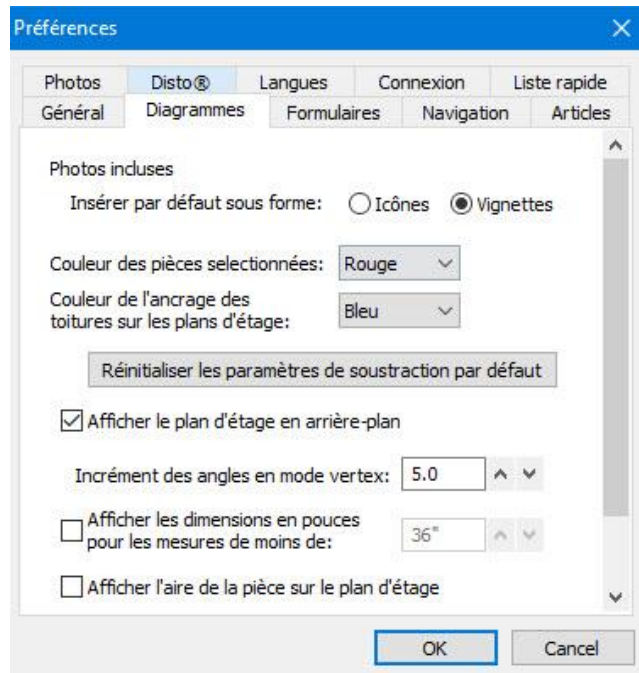 Préférences
Photos Disto® Langues Connexion Liste rapide
Général Diagrammes Formulaires Navigation Articles
Photos incluses
Insérer par défaut sous forme: Icônes Vignettes
Couleur des pièces selectionnées: Rouge
Couleur de l'ancrage des
toitures sur les plans d'étage: Bleu
Réinitialiser les paramètres de soustraction par défaut
Afficher le plan d'étage en arrière-plan
Incrément des angles en mode vertex: 5.0
Afficher les dimensions en pouces
pour les mesures de moins de: 36"
Afficher l'aire de la pièce sur le plan d'étage
OK Cancel